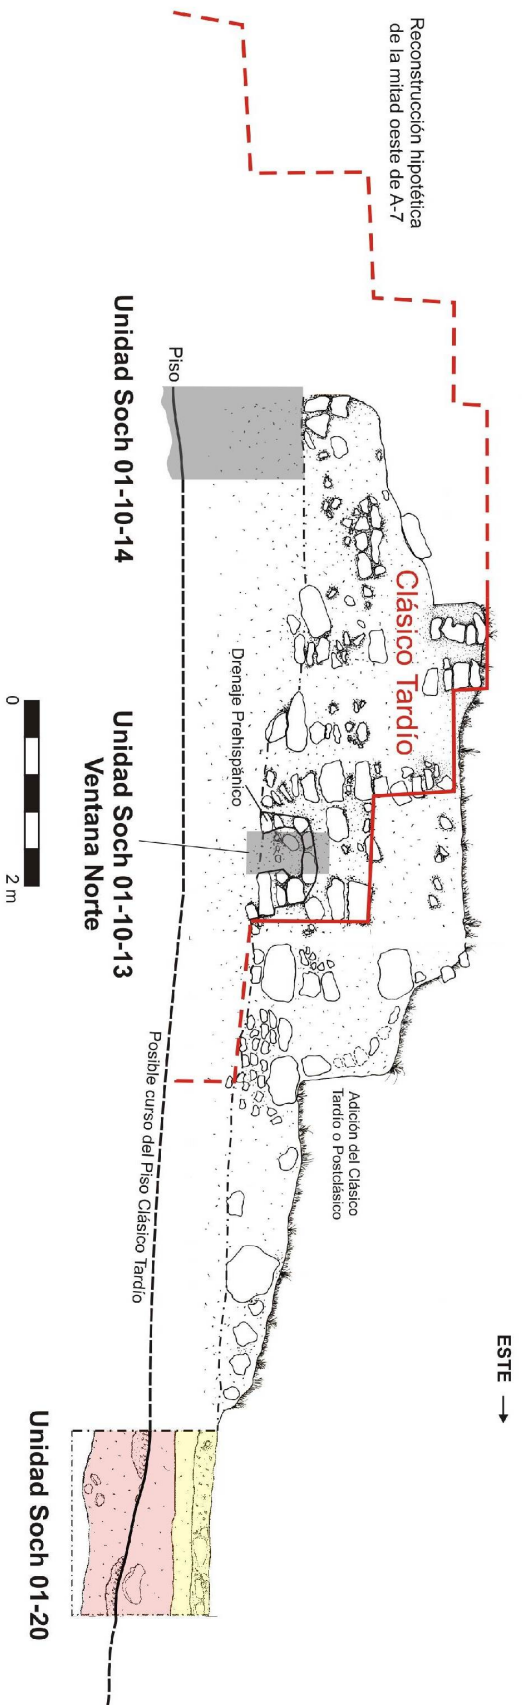 Reconstrucción hipotética
de la mitad oeste de A-7
ESTE
Clásico Tardío
Adición del Clásico
Tardío o Postclásico
Piso
Drenaje Prehispánico
Posible curso del Piso Clásico Tardío
Unidad Soch 01-10-14
Unidad Soch 01-10-13
Ventana Norte
Unidad Soch 01-20
0
2 m